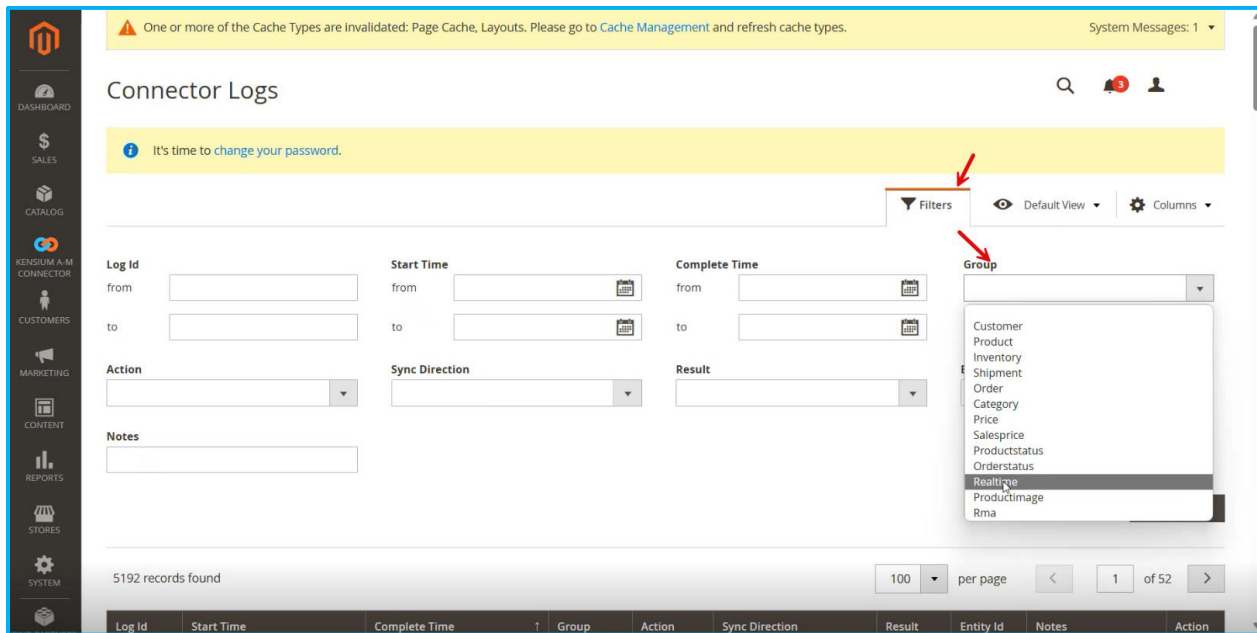 One or more of the Cache Types are invalidated: Page Cache, Layouts. Please go to Cache Management and refresh cache types.
System Messages: 1
Connector Logs
3
It's time to change your password.
Filters
Default View
Columns
DASHBOARD
SALES
CATALOG
KENSIUM A-M
CONNECTOR
CUSTOMERS
MARKETING
CONTENT
REPORTS
STORES
SYSTEM
Log Id
Start Time
Complete Time
Group
from
from
from
to
to
to
Customer
Product
Inventory
Shipment
Order
Category
Price
Salesprice
Productstatus
Orderstatus
Realtime
Productimage
Rma
Action
Sync Direction
Result
Notes
5192 records found
100 per page
1 of 52
Log Id Start Time Complete Time ↑ Group Action Sync Direction Result Entity Id Notes Action